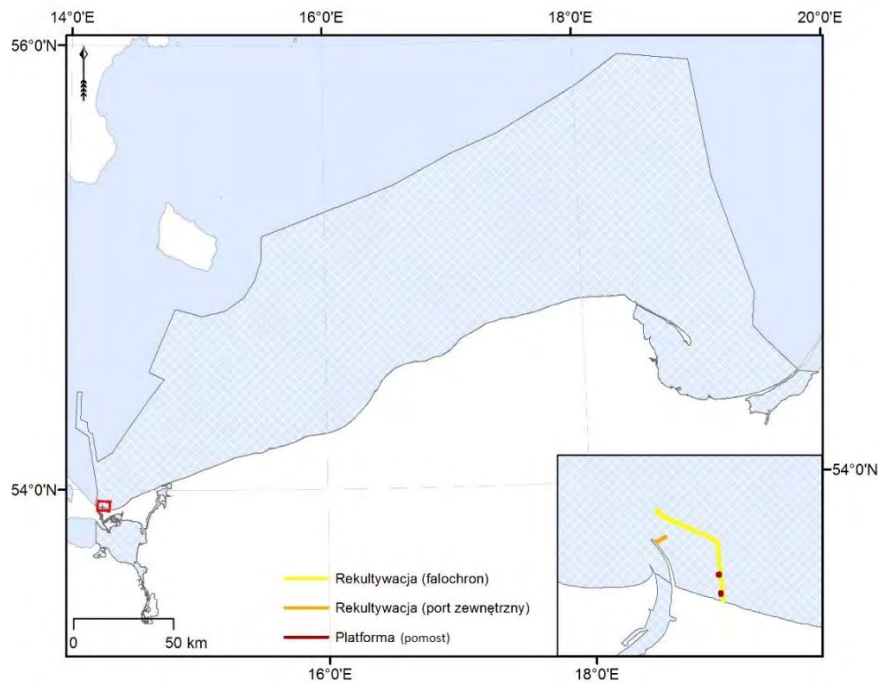 14°0'E 16°0'E 18°0'E 20°0'E
56°0'N
54°0'N
54°0'N
Rekultywacja (falochron)
Rekultywacja (port zewnętrzny)
Platforma (pomost)
0 50 km
16°0'E 18°0'E